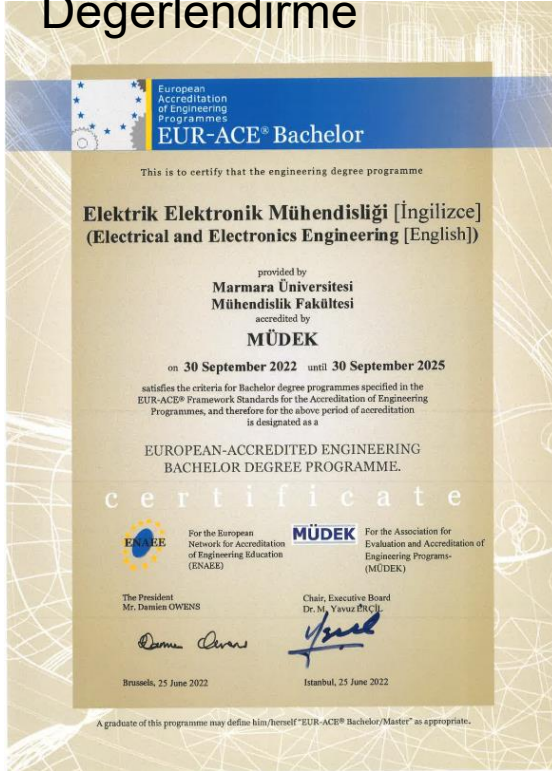 Değerlendirme
European
Accreditation
of Engineering
Programmes
EUR-ACE® Bachelor
This is to certify that the engineering degree programme
Elektrik Elektronik Mühendisliği [İngilizce]
(Electrical and Electronics Engineering [English])
provided by
Marmara Üniversitesi
Mühendislik Fakültesi
accredited by
MÜDEK
on 30 September 2022 until 30 September 2025
satisfies the criteria for Bachelor degree programmes specified in the
EUR-ACE® Framework Standards for the Accreditation of Engineering
Programmes, and therefore for the above period of accreditation
is designated as a
EUROPEAN-ACCREDITED ENGINEERING
BACHELOR DEGREE PROGRAMME.
certificate
ENAEE
For the European
Network for Accreditation
of Engineering Education
(ENAEE)
MÜDEK
For the Association for
Evaluation and Accreditation of
Engineering Programs-
(MÜDEK)
The President
Mr. Damien OWENS
Chair, Executive Board
Dr. M. Yavuz ERÇİL
Damien Owens
Brussels, 25 June 2022
Istanbul, 25 June 2022
A graduate of this programme may define him/herself "EUR-ACE® Bachelor/Master" as appropriate.